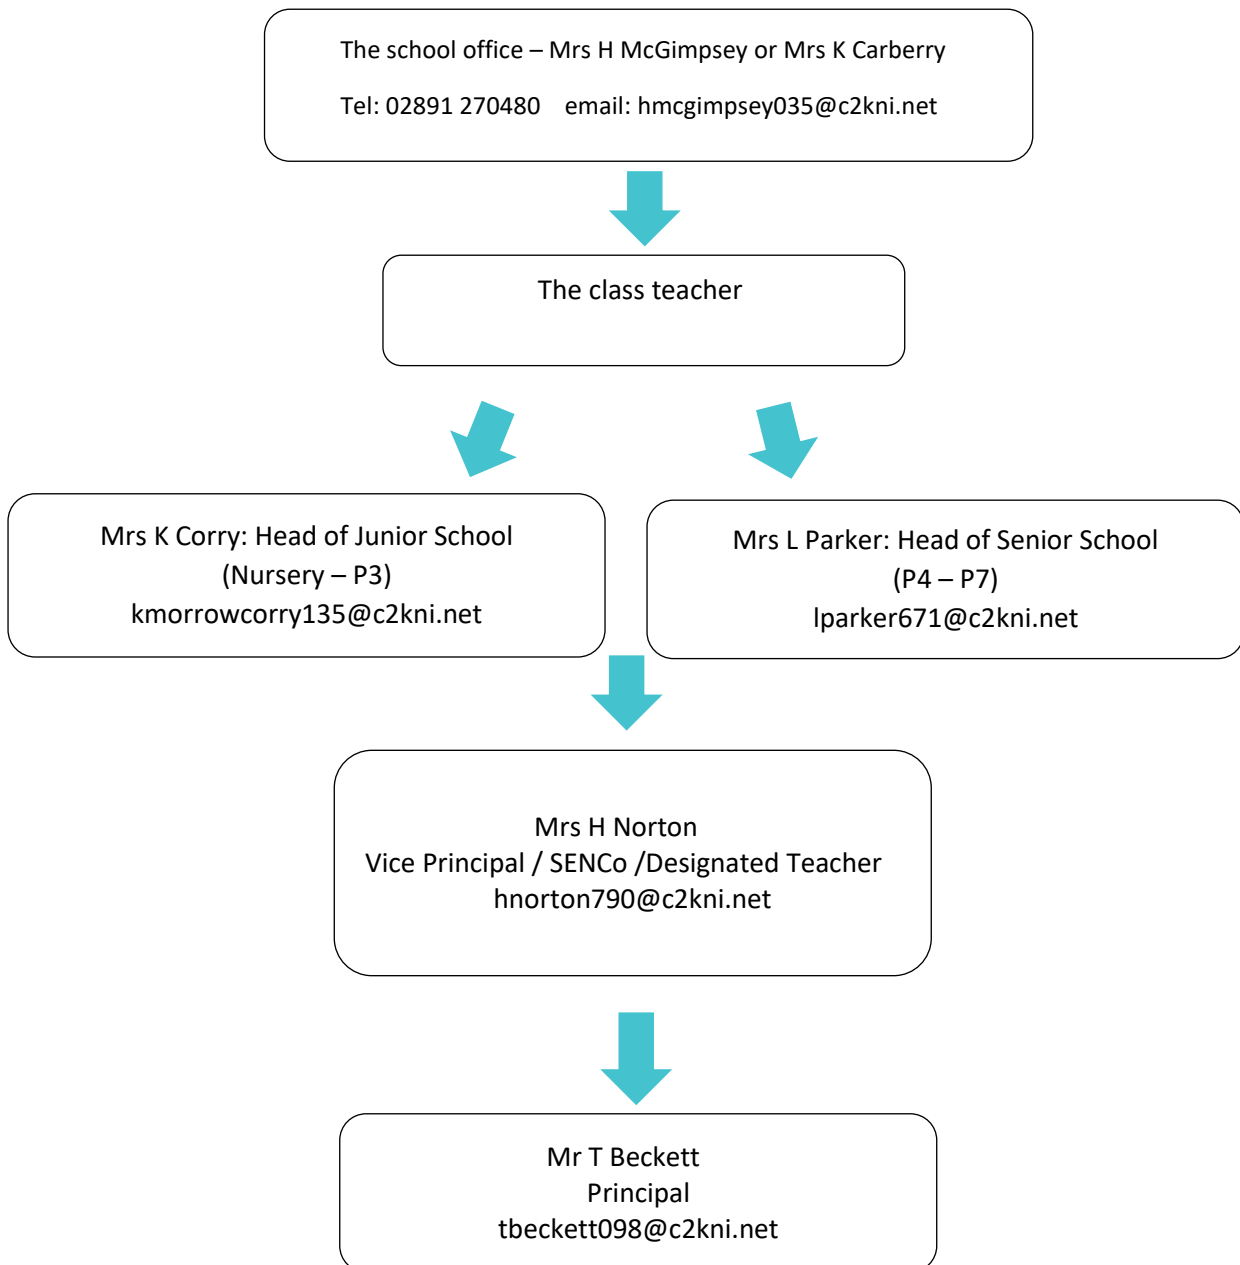 The school office – Mrs H McGimpsey or Mrs K Carberry
Tel: 02891 270480 email: hmcgimpsey035@c2kni.net
The class teacher
Mrs K Corry: Head of Junior School
(Nursery – P3)
kmorrowcorry135@c2kni.net
Mrs L Parker: Head of Senior School
(P4 – P7)
lparker671@c2kni.net
Mrs H Norton
Vice Principal / SENCo /Designated Teacher
hnorton790@c2kni.net
Mr T Beckett
Principal
tbeckett098@c2kni.net